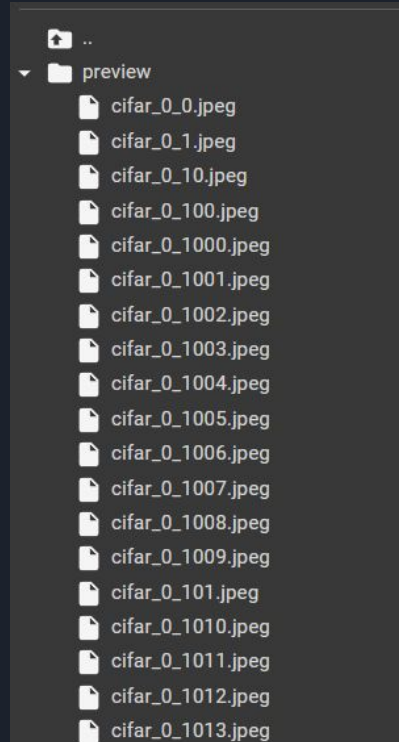 ..
preview
cifar_0_0.jpeg
cifar_0_1.jpeg
cifar_0_10.jpeg
cifar_0_100.jpeg
cifar_0_1000.jpeg
cifar_0_1001.jpeg
cifar_0_1002.jpeg
cifar_0_1003.jpeg
cifar_0_1004.jpeg
cifar_0_1005.jpeg
cifar_0_1006.jpeg
cifar_0_1007.jpeg
cifar_0_1008.jpeg
cifar_0_1009.jpeg
cifar_0_101.jpeg
cifar_0_1010.jpeg
cifar_0_1011.jpeg
cifar_0_1012.jpeg
cifar_0_1013.jpeg